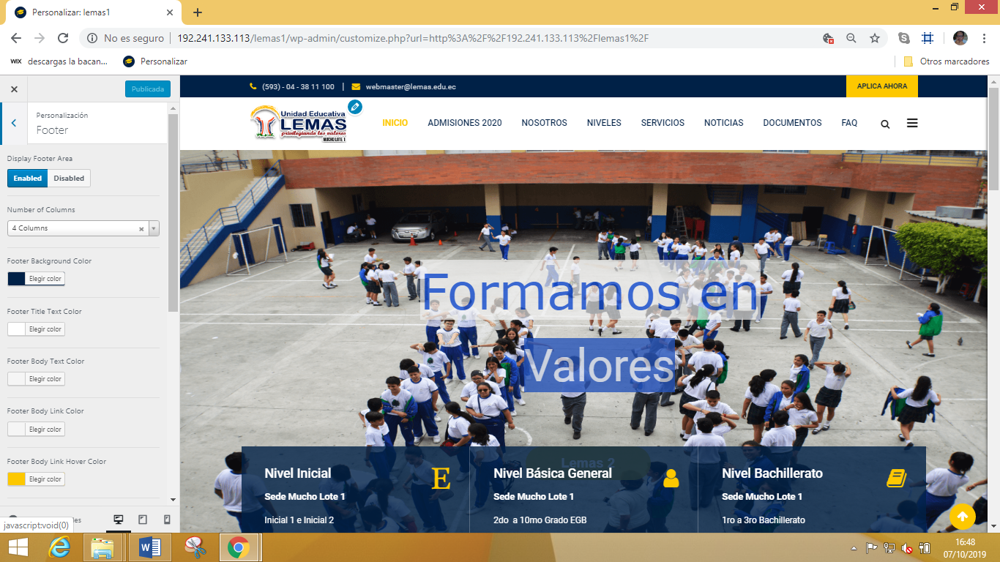 Personalizar: lemas1
No es seguro | 192.241.133.113/lemas1/wp-admin/customize.php?url=http%3A%2F%2F192.241.133.113%2Flemas1%2F
WIX descargas la bacan... Personalizar Otros marcadores
Publicada
Personalización
Footer
Display Footer Area
Enabled Disabled
Number of Columns
4 Columns
Footer Background Color
Elegir color
Footer Title Text Color
Elegir color
Footer Body Text Color
Elegir color
Footer Body Link Color
Elegir color
Footer Body Link Hover Color
Elegir color
javascript:void(0)
(593) - 04 - 38 11 100 | webmaster@lemas.edu.ec APLICA AHORA
Unidad Educativa
LEMAS
privilegiando los valores
MUCHO LOTE 1
INICIO ADMISIONES 2020 NOSOTROS NIVELES SERVICIOS NOTICIAS DOCUMENTOS FAQ
Formamos en
Valores
Lemas 2
Nivel Inicial E
Sede Mucho Lote 1
Inicial 1 e Inicial 2
Nivel Básica General
Sede Mucho Lote 1
2do a 10mo Grado EGB
Nivel Bachillerato
Sede Mucho Lote 1
1ro a 3ro Bachillerato
16:48
07/10/2019